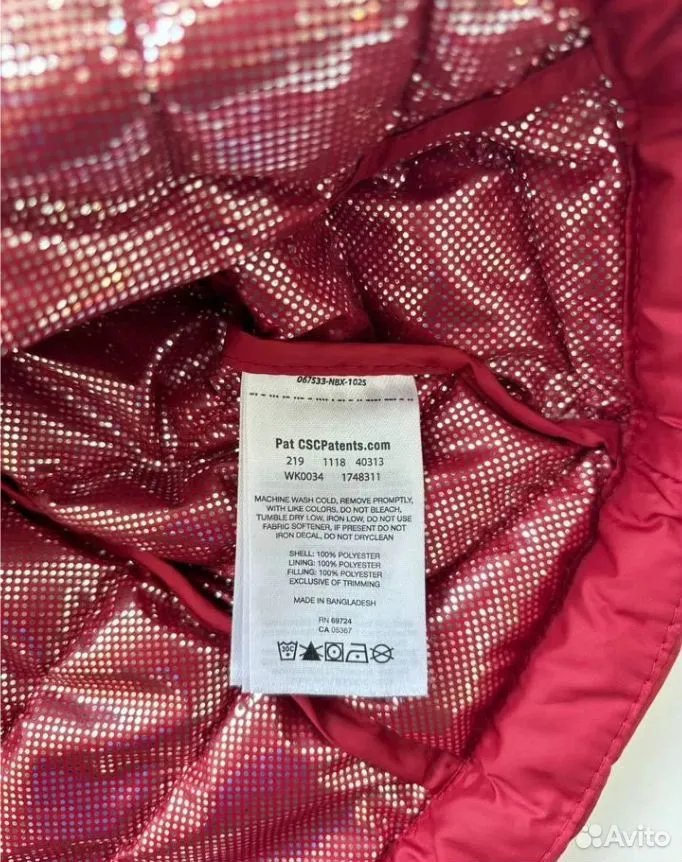 067533-NBX-1025
Pat CSCPatents.com
219 1118 40313
WK0034 1748311
MACHINE WASH COLD, REMOVE PROMPTLY,
WITH LIKE COLORS. DO NOT BLEACH,
TUMBLE DRY LOW, IRON LOW, DO NOT USE
FABRIC SOFTENER, IF PRESENT DO NOT
IRON DECAL, DO NOT DRYCLEAN
SHELL: 100% POLYESTER
LINING: 100% POLYESTER
FILLING: 100% POLYESTER
EXCLUSIVE OF TRIMMING
MADE IN BANGLADESH
RN 69724
CA 05367
30C
Avito